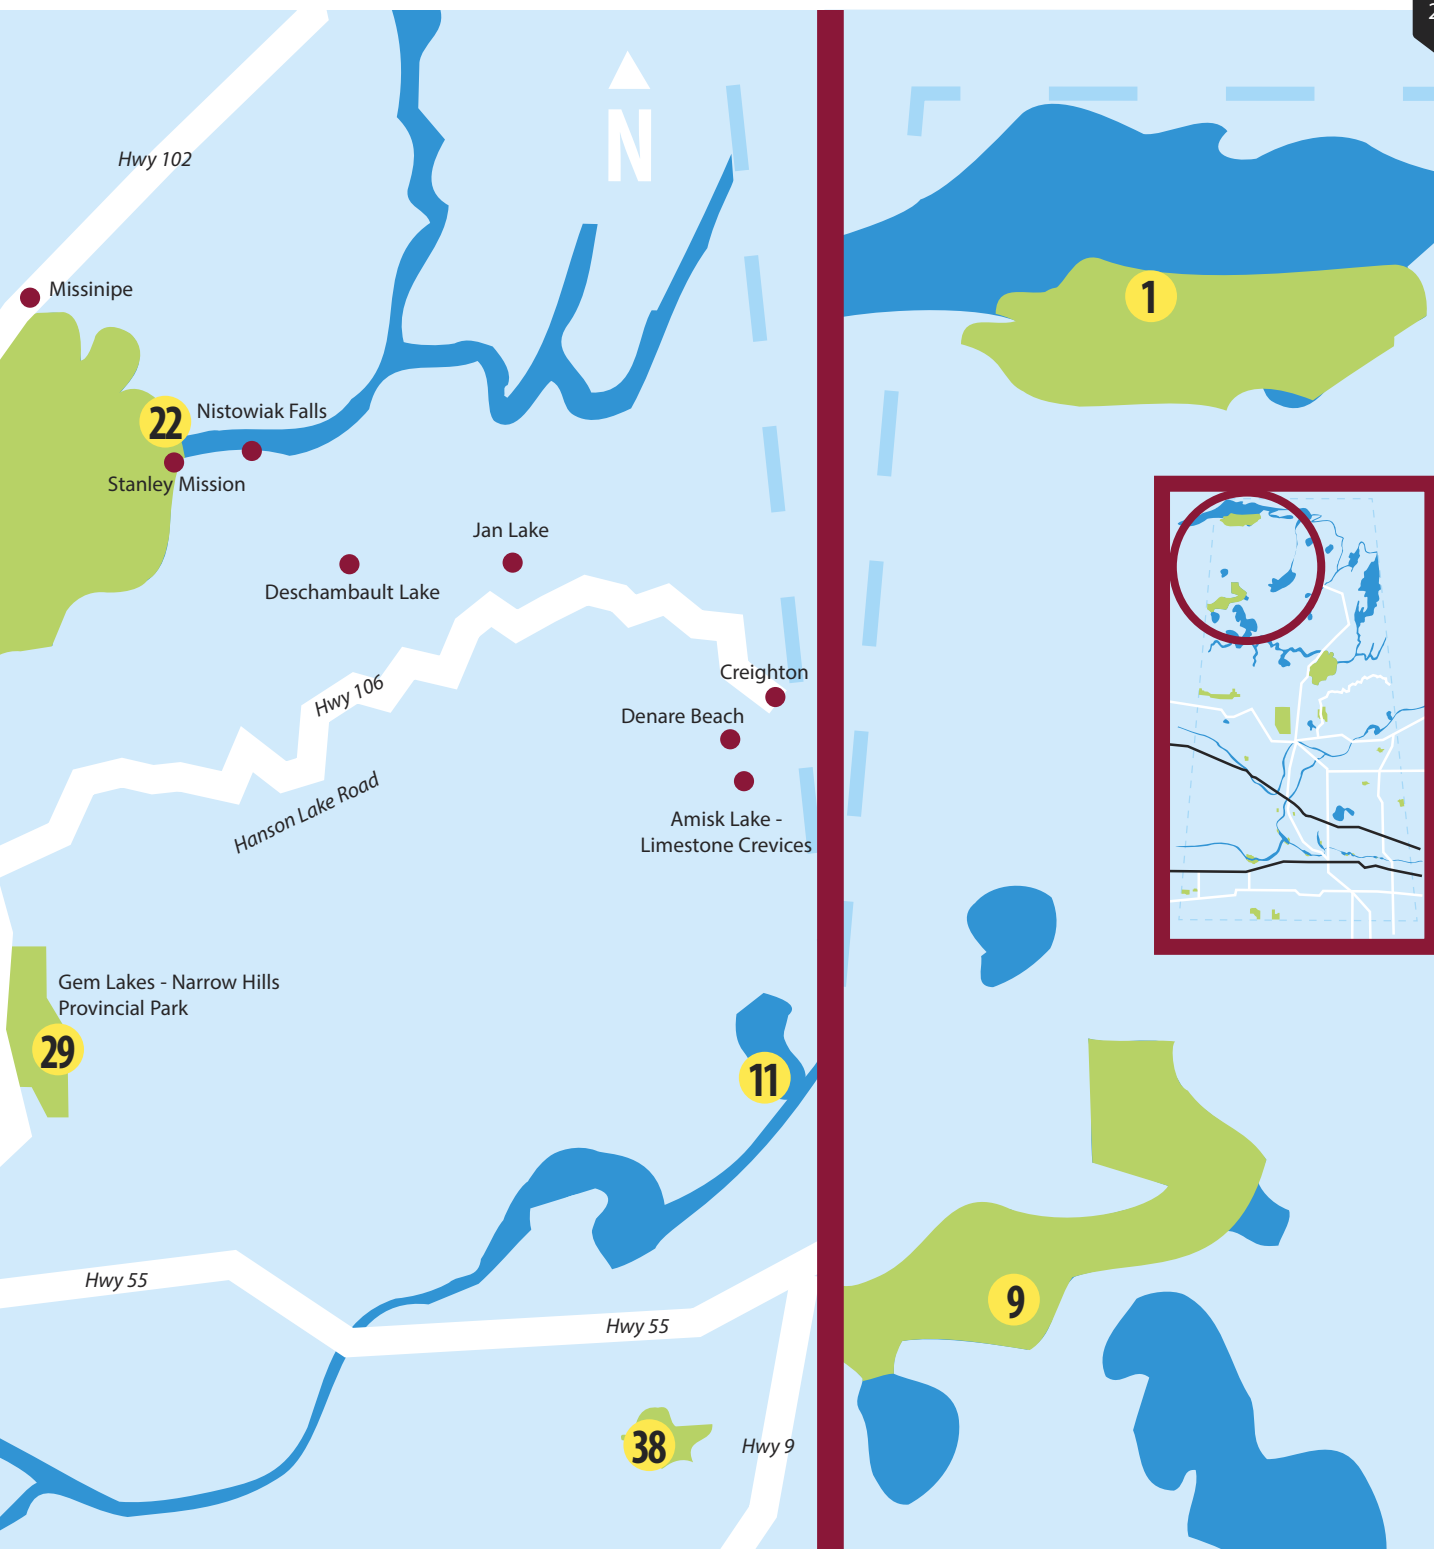 2
N
Hwy 102
Missinipe
1
22
Nistowiak Falls
Stanley Mission
Jan Lake
Deschambault Lake
Hwy 106
Creighton
Denare Beach
Hanson Lake Road
Amisk Lake -
Limestone Crevices
Gem Lakes - Narrow Hills
Provincial Park
29
11
Hwy 55
9
Hwy 55
38
Hwy 9